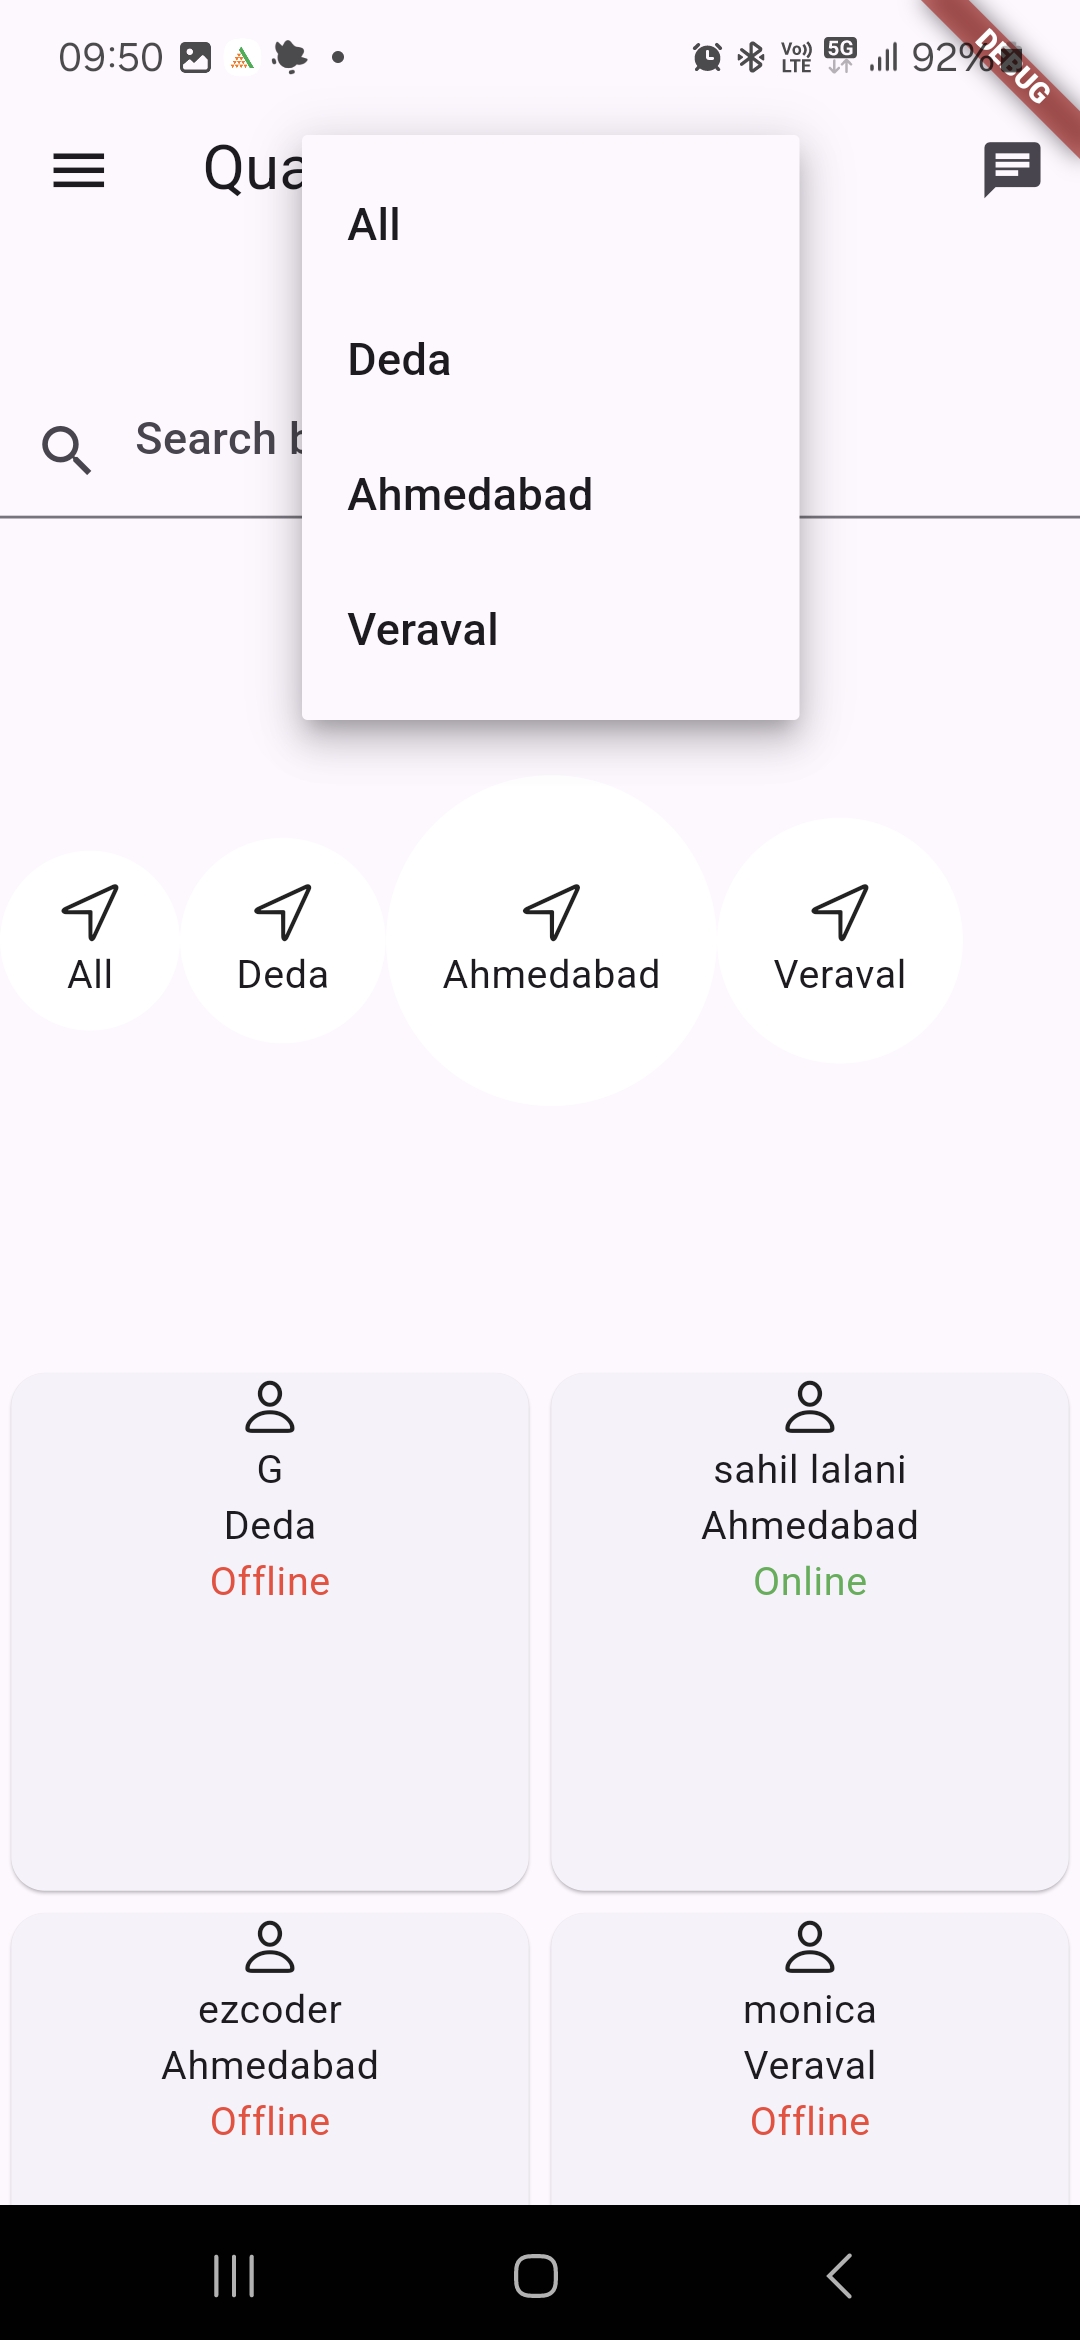 09:50
Vo)) LTE 5G 92%
DEBUG
Qua
All
Deda
Search b
Ahmedabad
Veraval
All Deda Ahmedabad Veraval
G
Deda
Offline
sahil lalani
Ahmedabad
Online
ezcoder
Ahmedabad
Offline
monica
Veraval
Offline